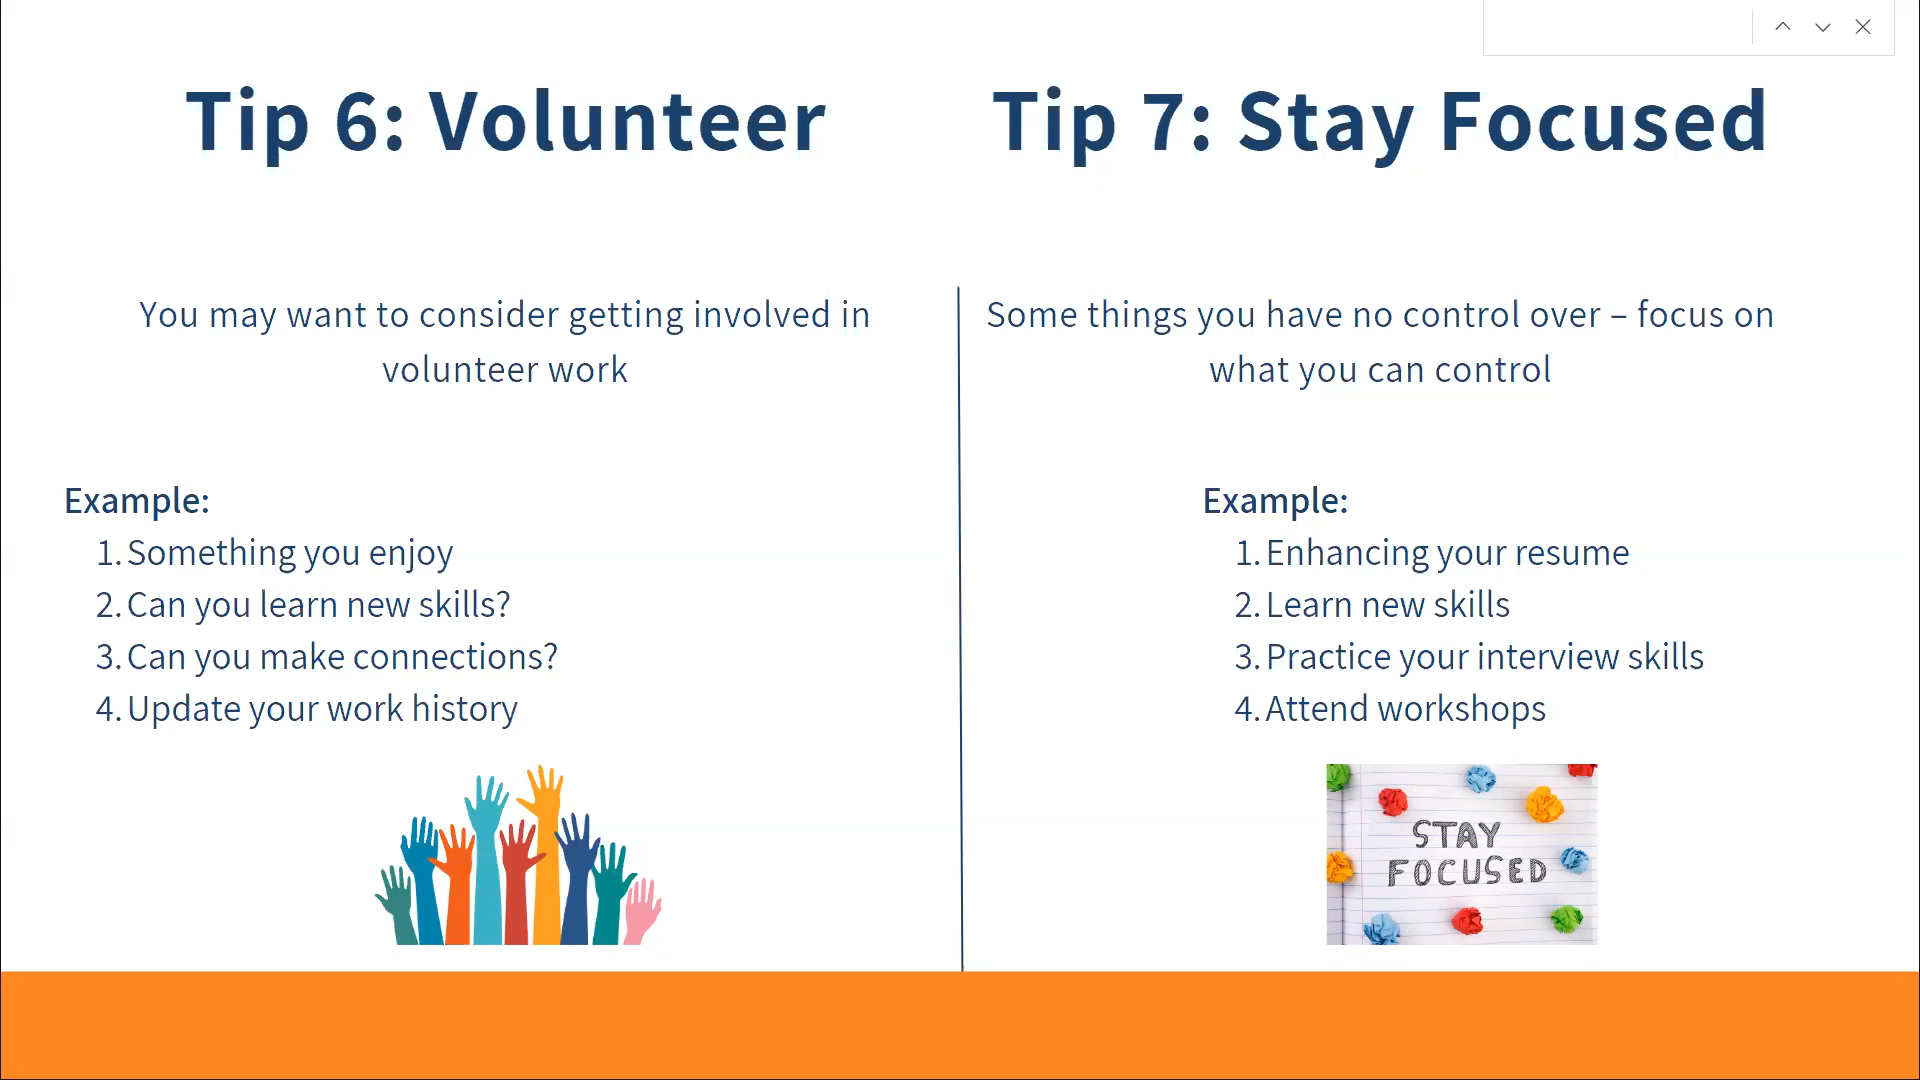 Tip 6: Volunteer
You may want to consider getting involved in
volunteer work
Example:
1. Something you enjoy
2. Can you learn new skills?
3. Can you make connections?
4. Update your work history
Tip 7: Stay Focused
Some things you have no control over – focus on
what you can control
Example:
1. Enhancing your resume
2. Learn new skills
3. Practice your interview skills
4. Attend workshops
STAY
FOCUSED